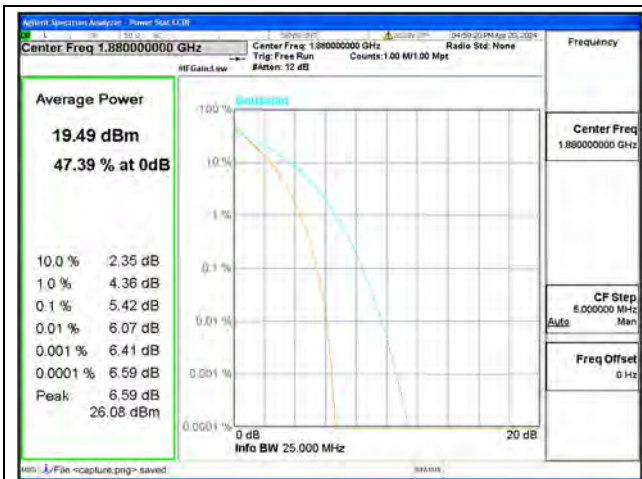 Agilent Spectrum Analyzer - Power Stat CCDF
Center Freq 1.880000000 GHz
Center Freq: 1.880000000 GHz
Trig: Free Run
Counts:1.00 M/1.00 Mpt
#IFGain:Low
#Atten: 12 dB
04:59:20 PM Apr 20, 2024
Radio Std: None
Frequency
Average Power
19.49 dBm
47.39 % at 0dB
10.0 % 2.35 dB
1.0 % 4.36 dB
0.1 % 5.42 dB
0.01 % 6.07 dB
0.001 % 6.41 dB
0.0001 % 6.59 dB
Peak 6.59 dB
26.08 dBm
100 %
Gaussian
10 %
1 %
0.1 %
0.01 %
0.001 %
0.0001 %
0 dB
20 dB
Info BW 25.000 MHz
Center Freq
1.880000000 GHz
CF Step
5.000000 MHz
Auto Man
Freq Offset
0 Hz
MSG
File <capture.png> saved
STATUS